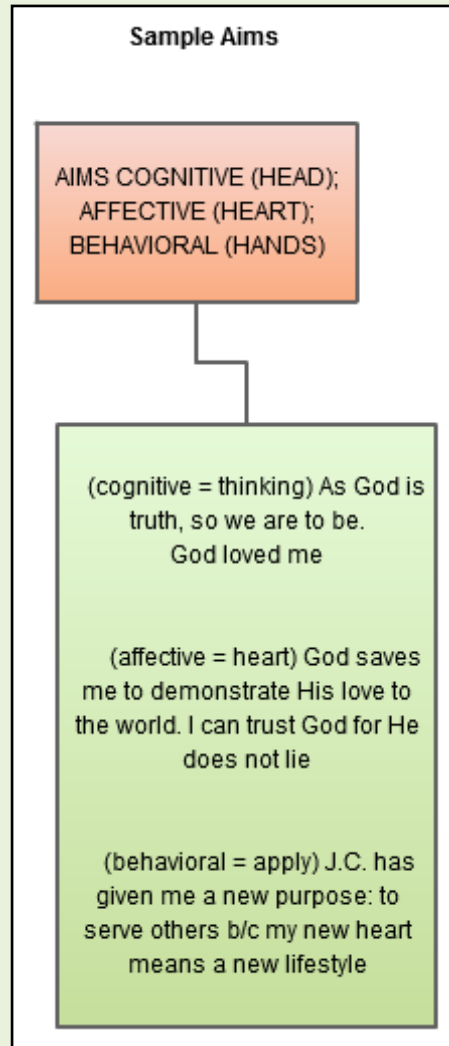 Sample Aims
AIMS COGNITIVE (HEAD);
AFFECTIVE (HEART);
BEHAVIORAL (HANDS)
(cognitive = thinking) As God is
truth, so we are to be.
God loved me
(affective = heart) God saves
me to demonstrate His love to
the world. I can trust God for He
does not lie
(behavioral = apply) J.C. has
given me a new purpose: to
serve others b/c my new heart
means a new lifestyle